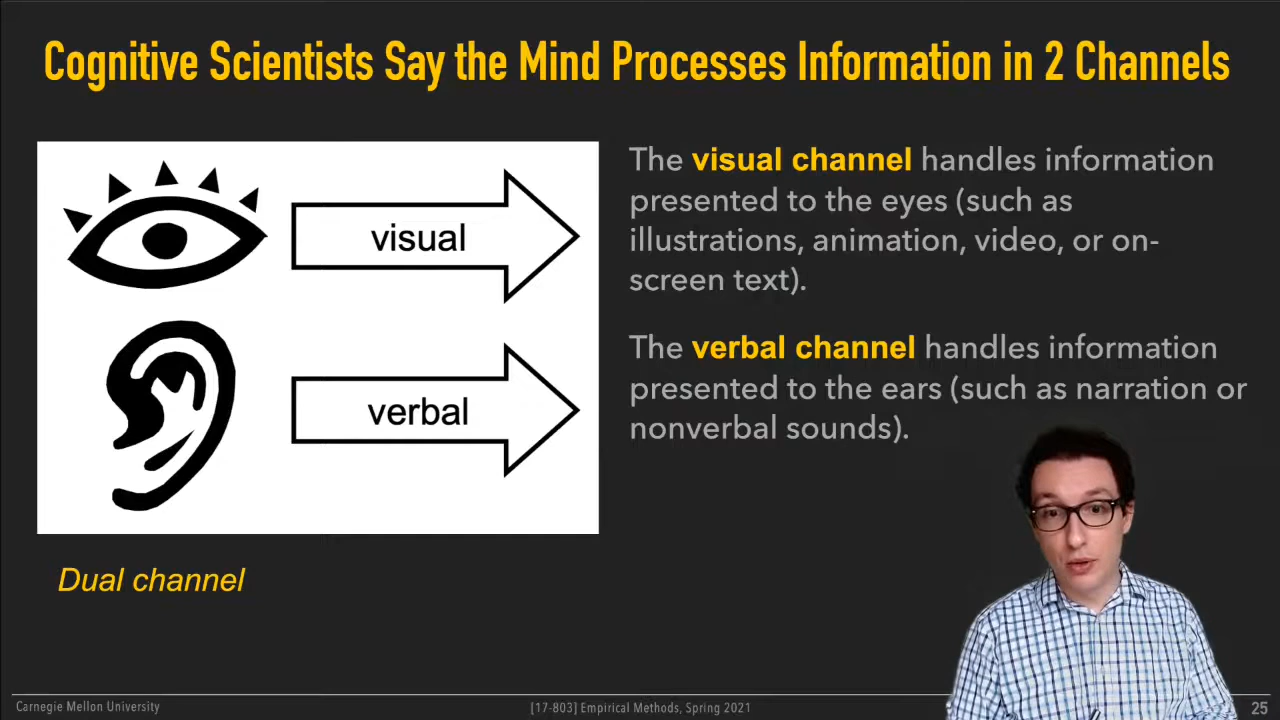 Cognitive Scientists Say the Mind Processes Information in 2 Channels
visual
verbal
Dual channel
The visual channel handles information
presented to the eyes (such as
illustrations, animation, video, or on-
screen text).
The verbal channel handles information
presented to the ears (such as narration or
nonverbal sounds).
Carnegie Mellon University
[17-803] Empirical Methods, Spring 2021
25